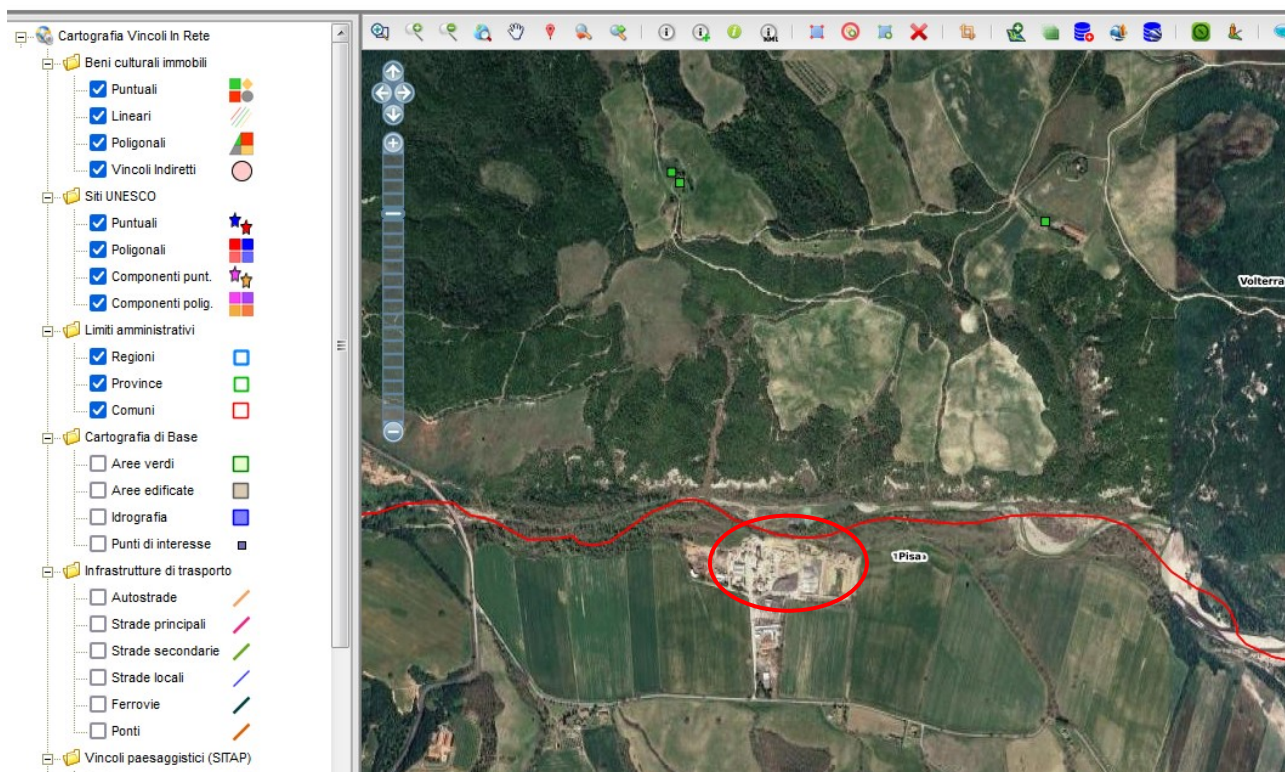 Cartografia Vincoli In Rete
Beni culturali immobili
Puntuali
Lineari
Poligonali
Vincoli Indiretti
Siti UNESCO
Puntuali
Poligonali
Componenti punt.
Componenti polig.
Limiti amministrativi
Regioni
Province
Comuni
Cartografia di Base
Aree verdi
Aree edificate
Idrografia
Punti di interesse
Infrastrutture di trasporto
Autostrade
Strade principali
Strade secondarie
Strade locali
Ferrovie
Ponti
Vincoli paesaggistici (SITAP)
KML
Volterra
Pisa